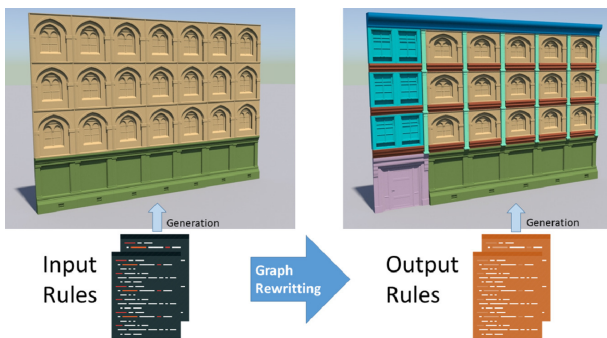 Generation
Generation
Input
Rules
Graph
Rewritting
Output
Rules